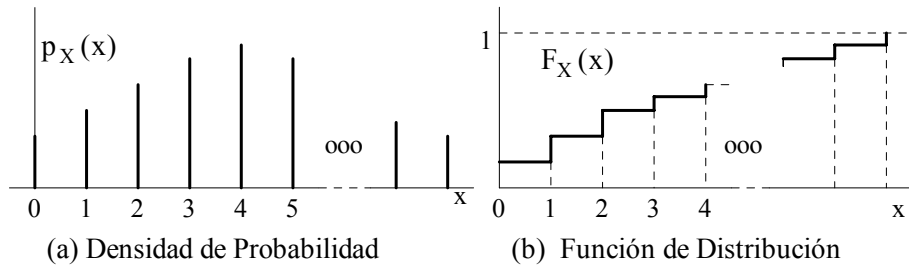 p_X(x)
ooo
0 1 2 3 4 5
x
(a) Densidad de Probabilidad
1
F_X(x)
ooo
0 1 2 3 4
x
(b) Función de Distribución